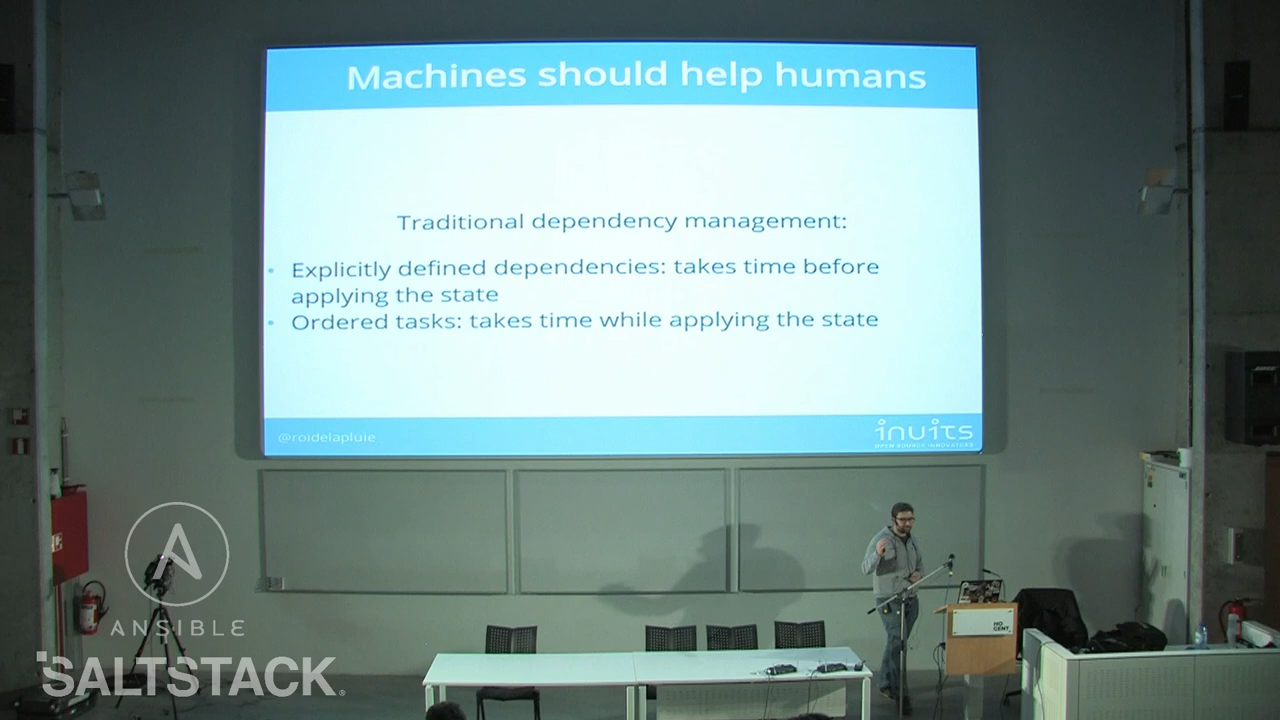 Machines should help humans
Traditional dependency management:
• Explicitly defined dependencies: takes time before
applying the state
• Ordered tasks: takes time while applying the state
@roidelapluie
inuits
OPEN SOURCE INNOVATORS
HO
GENT
BOSE
A
ANSIBLE
SALTSTACK